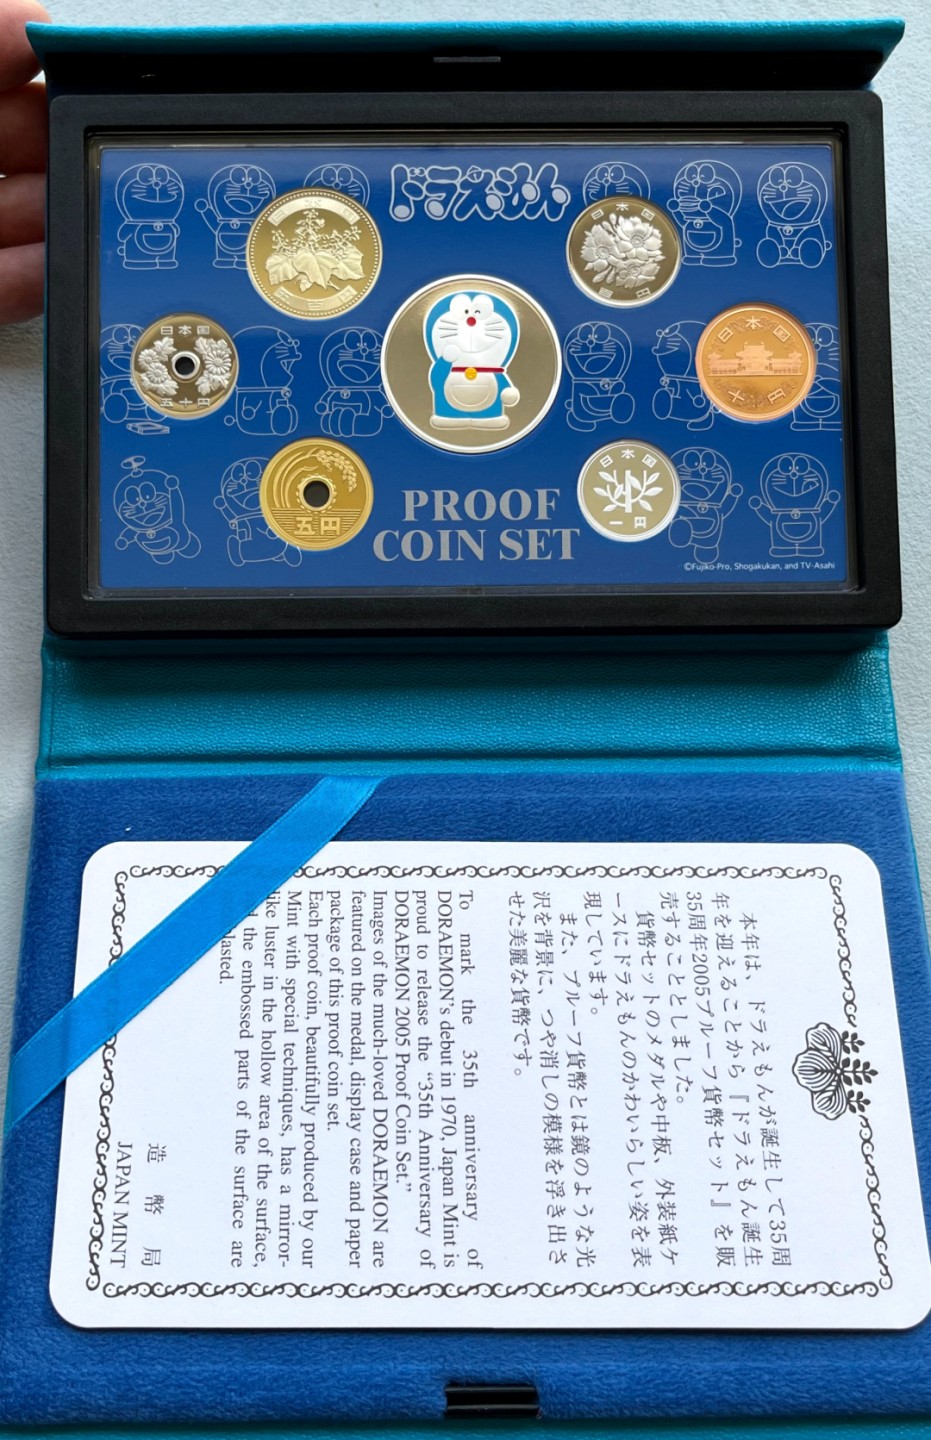 ドラえもん
日本国
五百円
日本国
百円
日本国
五十円
日本国
十円
五円
日本国
一円
PROOF
COIN SET
©Fujiko-Pro, Shogakukan, and TV-Asahi
本年は、ドラえもんが誕生して35周
年を迎えることから『ドラえもん誕生
35周年2005プルーフ貨幣セット』を販
売することとしました。
貨幣セットのメダルや中板、外装紙ケ
ースにドラえもんのかわいらしい姿を表
現しています。
また、プルーフ貨幣とは鏡のような光
沢を背景に、つや消しの模様を浮き出さ
せた美麗な貨幣です。
To mark the 35th anniversary of
DORAEMON's debut in 1970, Japan Mint is
proud to release the "35th Anniversary of
DORAEMON 2005 Proof Coin Set."
Images of the much-loved DORAEMON are
featured on the medal, display case and paper
package of this proof coin set.
Each proof coin, beautifully produced by our
Mint with special techniques, has a mirror-
like luster in the hollow area of the surface,
the embossed parts of the surface are
造幣局
JAPAN MINT